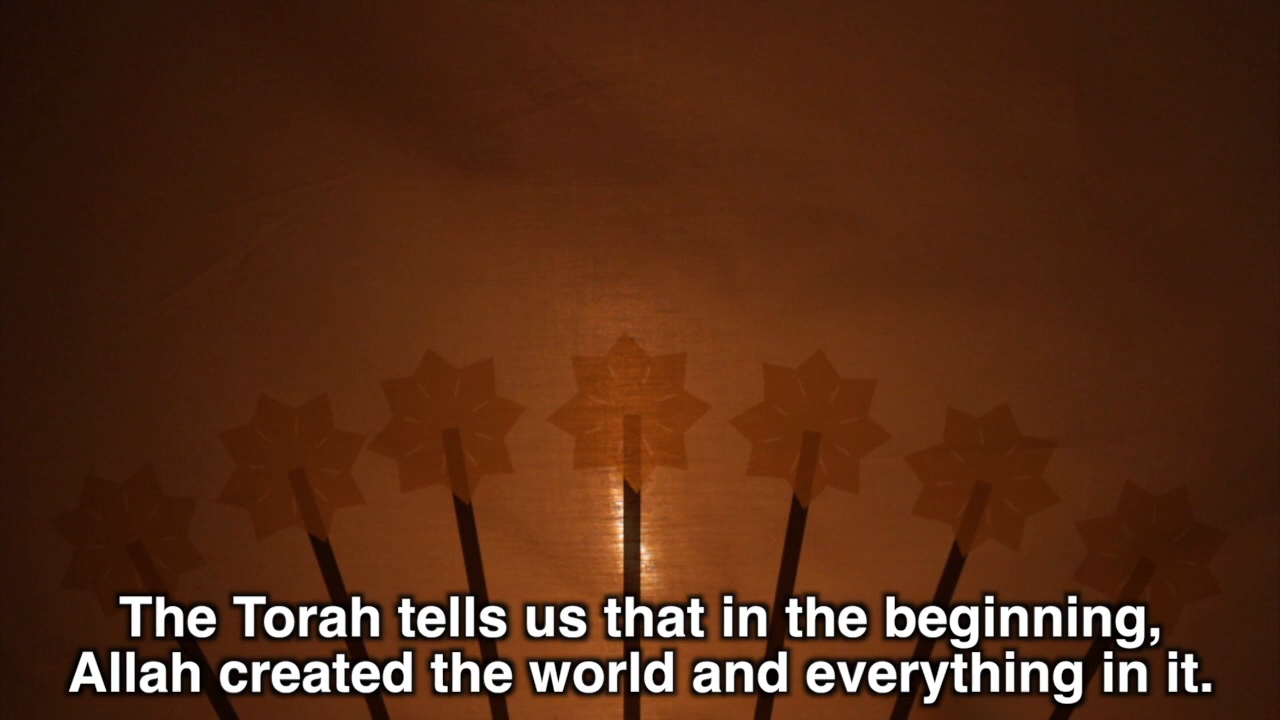 The Torah tells us that in the beginning,
Allah created the world and everything in it.